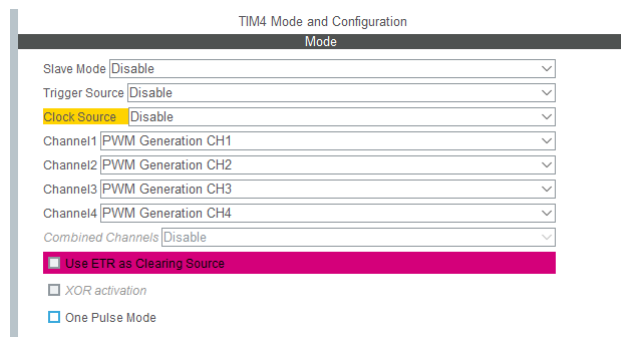 TIM4 Mode and Configuration
Mode
Slave Mode Disable
Trigger Source Disable
Clock Source Disable
Channel1 PWM Generation CH1
Channel2 PWM Generation CH2
Channel3 PWM Generation CH3
Channel4 PWM Generation CH4
Combined Channels Disable
Use ETR as Clearing Source
XOR activation
One Pulse Mode